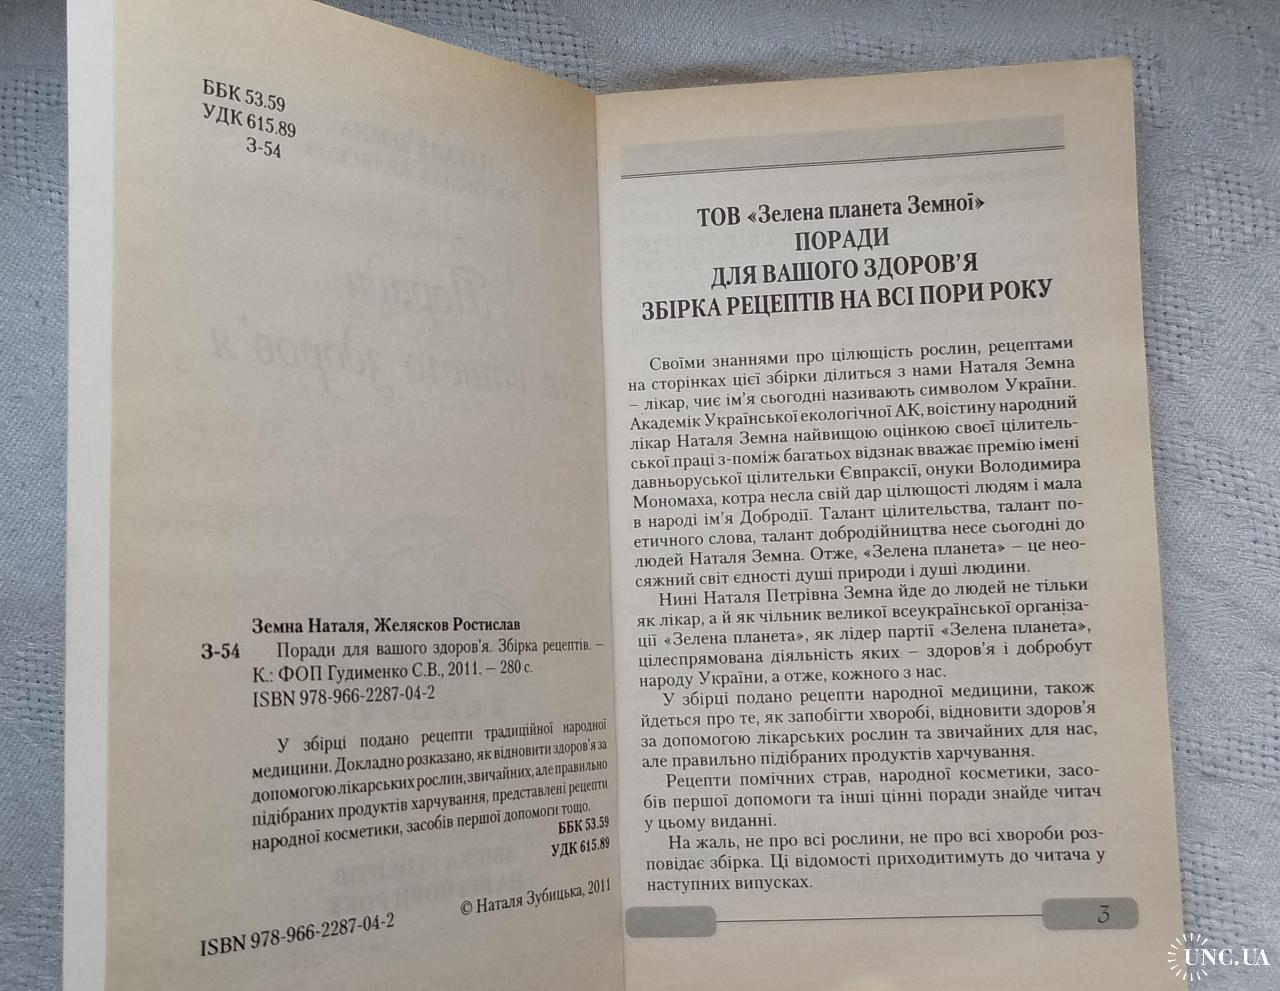 ББК 53.59
УДК 615.89
З-54
Земна Наталя, Желясков Ростислав
З-54 Поради для вашого здоров'я. Збірка рецептів. –
К.: ФОП Гудименко С.В., 2011. – 280 с.
ISBN 978-966-2287-04-2
У збірці подано рецепти традиційної народної
медицини. Докладно розказано, як відновити здоров'я за
допомогою лікарських рослин, звичайних, але правильно
підібраних продуктів харчування, представлені рецепти
народної косметики, засобів першої допомоги тощо.
ББК 53.59
УДК 615.89
© Наталя Зубицька, 2011
ISBN 978-966-2287-04-2
ТОВ «Зелена планета Земної»
ПОРАДИ
ДЛЯ ВАШОГО ЗДОРОВ'Я
ЗБІРКА РЕЦЕПТІВ НА ВСІ ПОРИ РОКУ
Своїми знаннями про цілющість рослин, рецептами
на сторінках цієї збірки ділиться з нами Наталя Земна
– лікар, чиє ім'я сьогодні називають символом України.
Академік Української екологічної АК, воістину народний
лікар Наталя Земна найвищою оцінкою своєї цілитель-
ської праці з-поміж багатьох відзнак вважає премію імені
давньоруської цілительки Євпраксії, онуки Володимира
Мономаха, котра несла свій дар цілющості людям і мала
в народі ім'я Добродії. Талант цілительства, талант по-
етичного слова, талант добродійництва несе сьогодні до
людей Наталя Земна. Отже, «Зелена планета» – це нео-
сяжний світ єдності душі природи і душі людини.
Нині Наталя Петрівна Земна йде до людей не тільки
як лікар, а й як чільник великої всеукраїнської організа-
ції «Зелена планета», як лідер партії «Зелена планета»,
цілеспрямована діяльність яких – здоров'я і добробут
народу України, а отже, кожного з нас.
У збірці подано рецепти народної медицини, також
йдеться про те, як запобігти хворобі, відновити здоров'я
за допомогою лікарських рослин та звичайних для нас,
але правильно підібраних продуктів харчування.
Рецепти помічних страв, народної косметики, засо-
бів першої допомоги та інші цінні поради знайде читач
у цьому виданні.
На жаль, не про всі рослини, не про всі хвороби роз-
повідає збірка. Ці відомості приходитимуть до читача у
наступних випусках.
3
UNC.UA